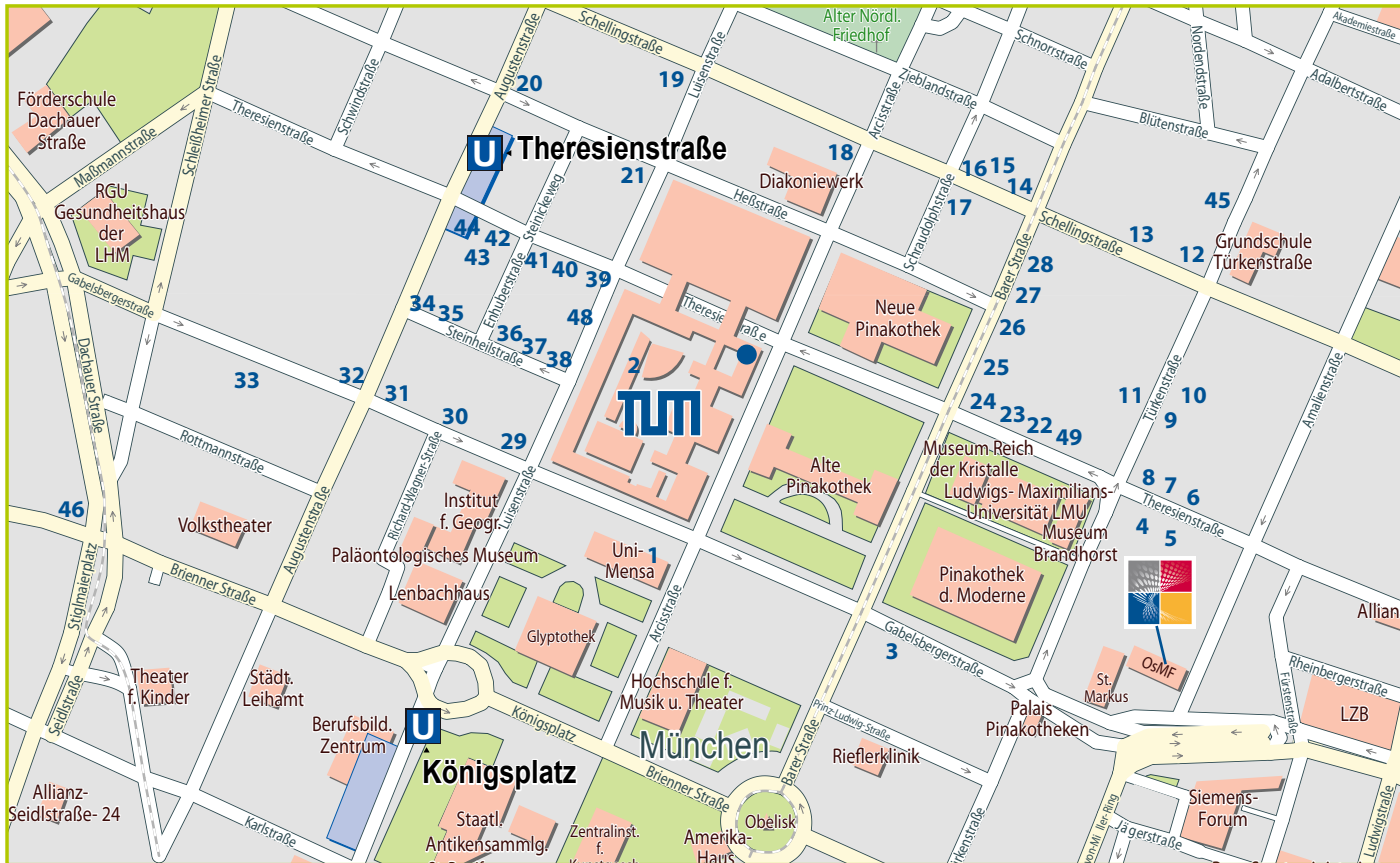 Alter Nördl.
Friedhof
Akademiestraße
Schellingstraße
Luisenstraße
Augustenstraße
Schnorrstraße
Nordendstraße
Adalbertstraße
Zieblandstraße
Arcisstraße
Blütenstraße
Schwindstraße
Schleißheimer Straße
Theresienstraße
Förderschule
Dachauer
Straße
Maßmannstraße
20
19
18
16
15
14
17
45
13
12
21
U
Theresienstraße
Diakoniewerk
Heßstraße
Steinickeweg
Schraudolphstraße
Barer Straße
Schellingstraße
Grundschule
Türkenstraße
RGU
Gesundheitshaus
der
LHM
Gabelsbergerstraße
Dachauer Straße
44
42
43
41
40
39
48
34
35
36
37
38
Enhuberstraße
Steinheilstraße
Neue
Pinakothek
28
27
26
25
24
23
22
49
11
10
9
Türkenstraße
Amalienstraße
2
TUM
33
32
31
30
29
Rottmannstraße
Richard-Wagner-Straße
Luisenstraße
Augustenstraße
Institut
f. Geogr.
Paläontologisches Museum
Lenbachhaus
Volkstheater
46
Alte
Pinakothek
Museum Reich
der Kristalle
Ludwigs- Maximilians-
Universität LMU
Museum
Brandhorst
8
7
6
4
5
Theresienstraße
Uni-
Mensa
1
Pinakothek
d. Moderne
Brienner Straße
Stiglmaierplatz
Seidlstraße
Theater
f. Kinder
Städt.
Leihamt
Berufsbild.
Zentrum
U
Königsplatz
Glyptothek
Arcisstraße
Hochschule f.
Musik u. Theater
München
Königsplatz
Brienner Straße
3
Gabelsbergerstraße
Prinz-Ludwig-Straße
Rieflerklinik
Palais
Pinakotheken
St.
Markus
OsMF
Rheinbergerstraße
Fürstenstraße
LZB
Allian
Barer Straße
Obelisk
Amerika-
Haus
Zentralinst.
f.
Staatl.
Antikensammlg.
Allianz-
Seidlstraße- 24
Karlstraße
Siemens-
Forum
Jägerstraße
Ludwigstraße